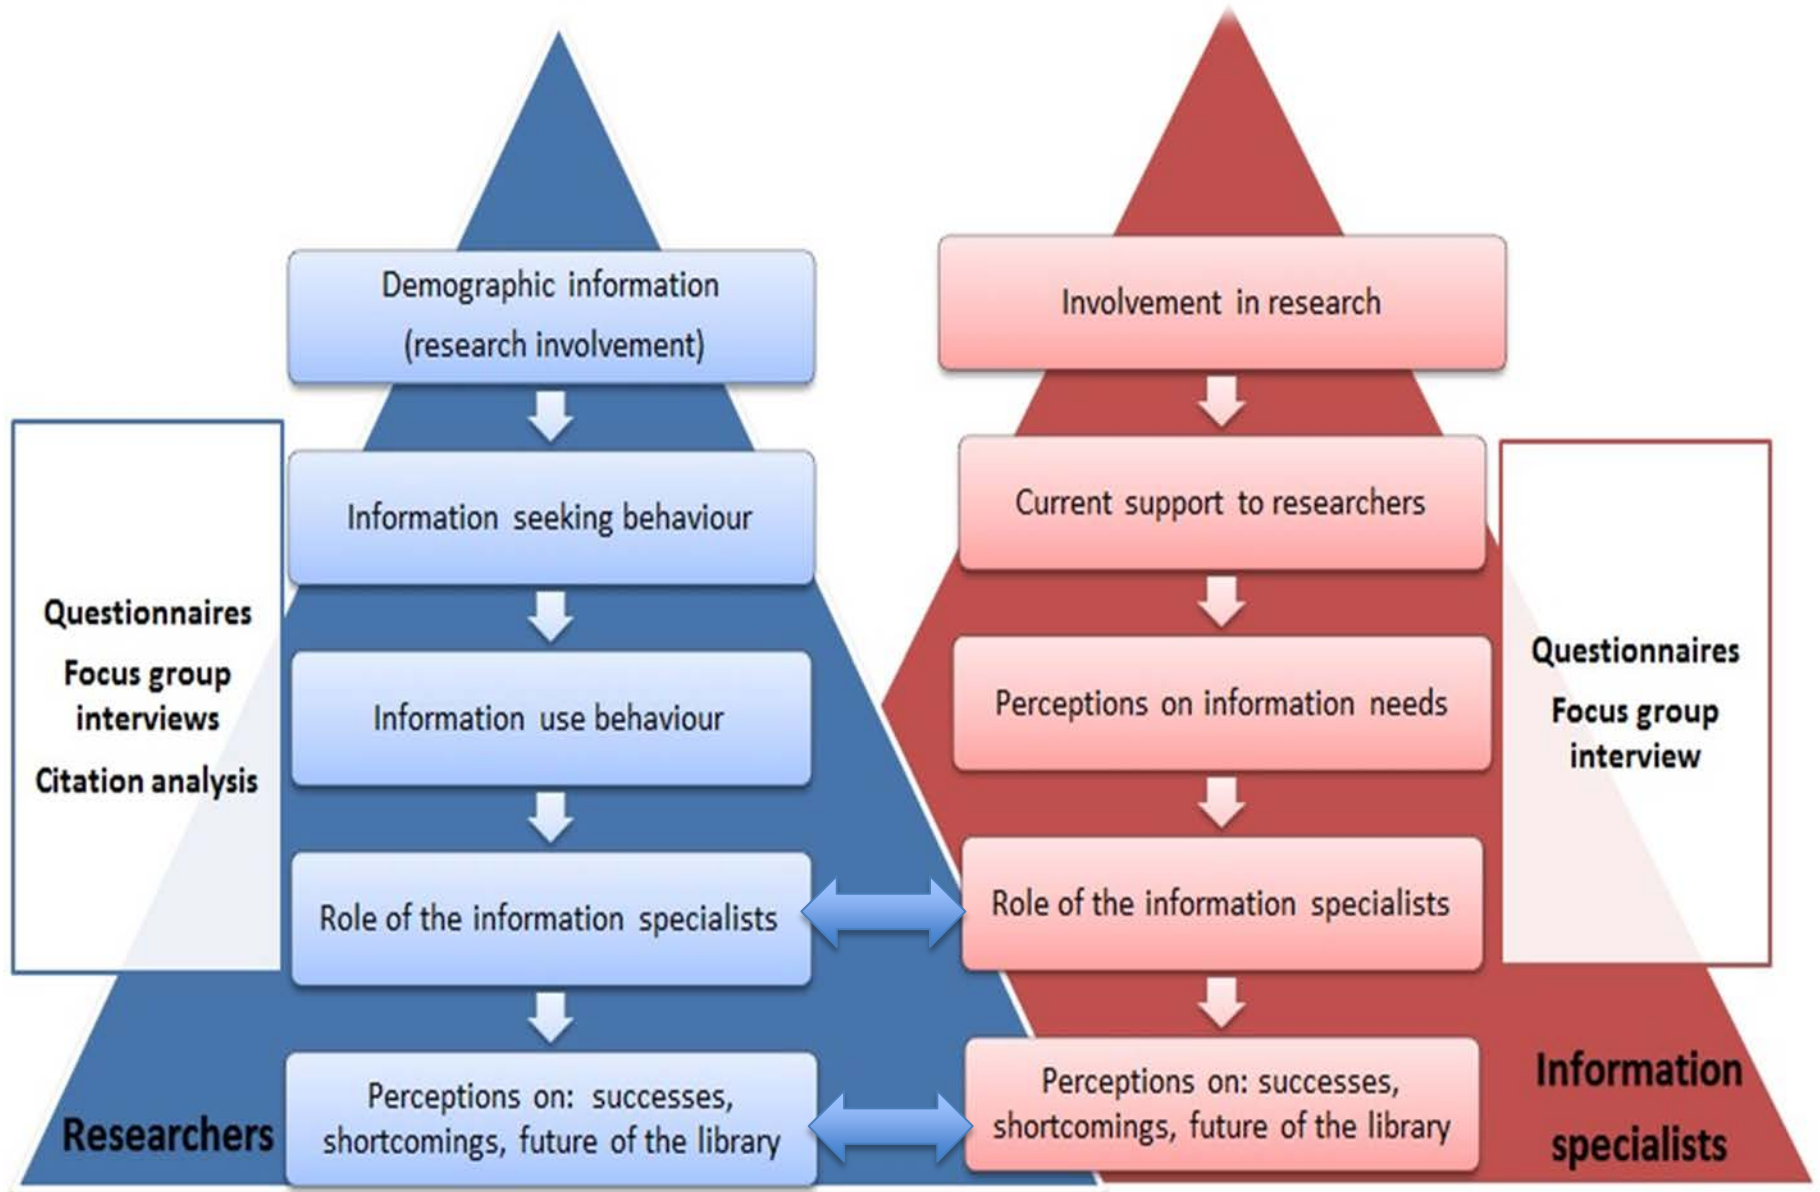 Demographic information
(research involvement)
Information seeking behaviour
Information use behaviour
Role of the information specialists
Perceptions on: successes,
shortcomings, future of the library
Questionnaires
Focus group
interviews
Citation analysis
Researchers
Involvement in research
Current support to researchers
Perceptions on information needs
Role of the information specialists
Perceptions on: successes,
shortcomings, future of the library
Questionnaires
Focus group
interview
Information
specialists